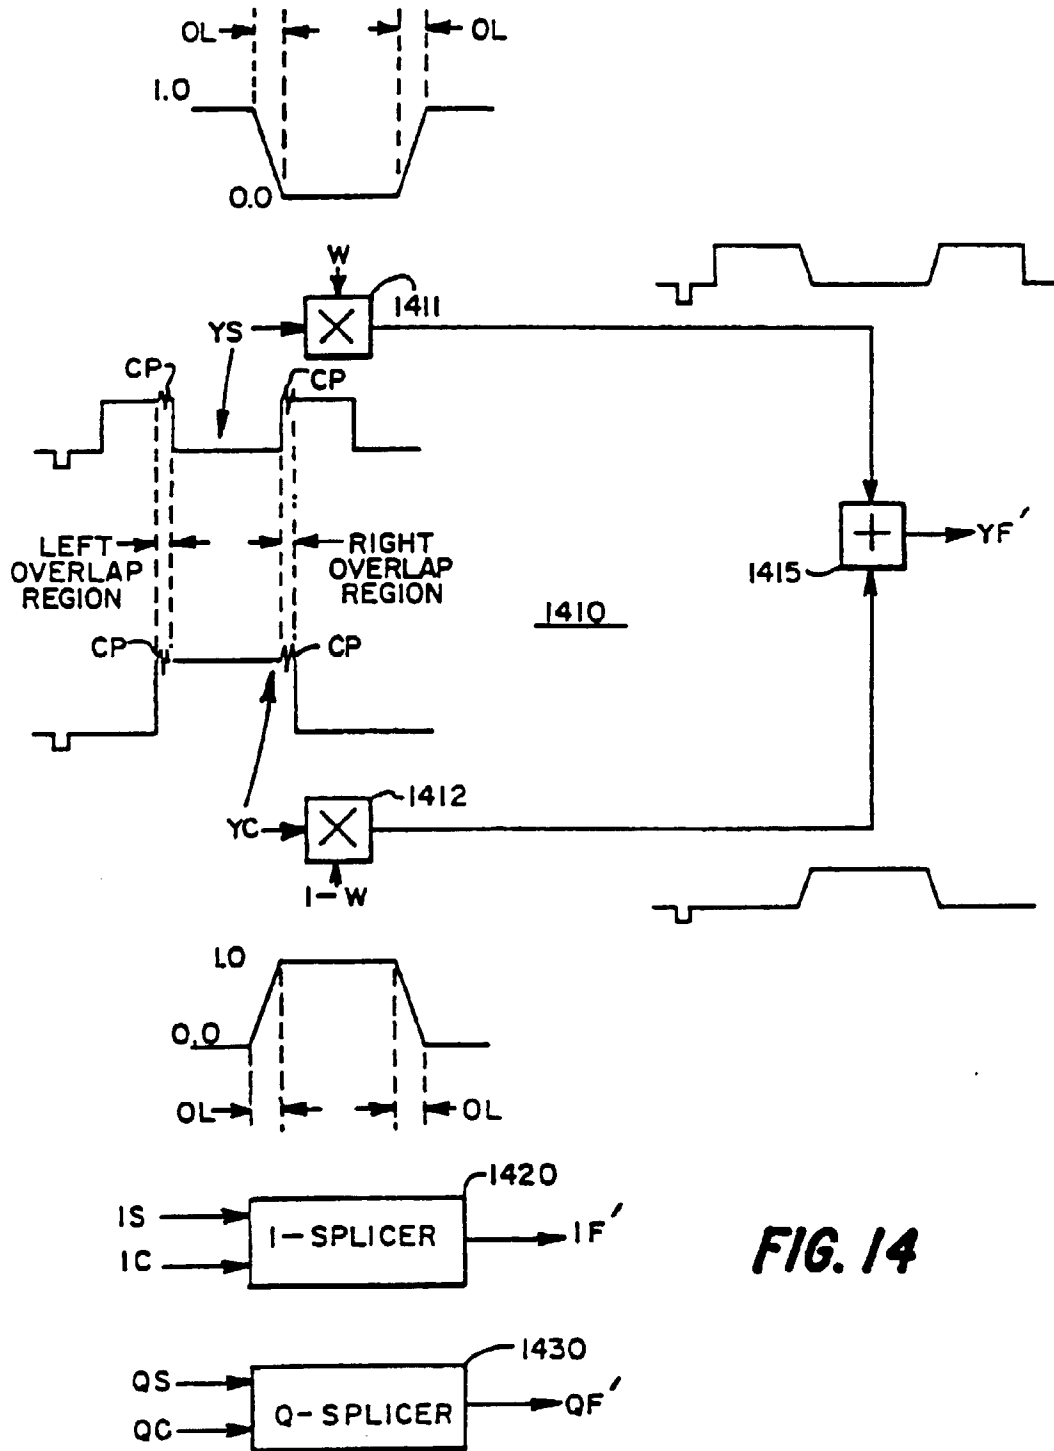 OL OL
1.0
0.0
W
1411
YS
CP CP
LEFT
OVERLAP
REGION
RIGHT
OVERLAP
REGION
+
YF'
1415
1410
CP CP
1412
YC
1-W
1.0
0.0
OL OL
1420
IS
I-SPLICER
IF'
IC
FIG. 14
1430
QS
Q-SPLICER
QF'
QC